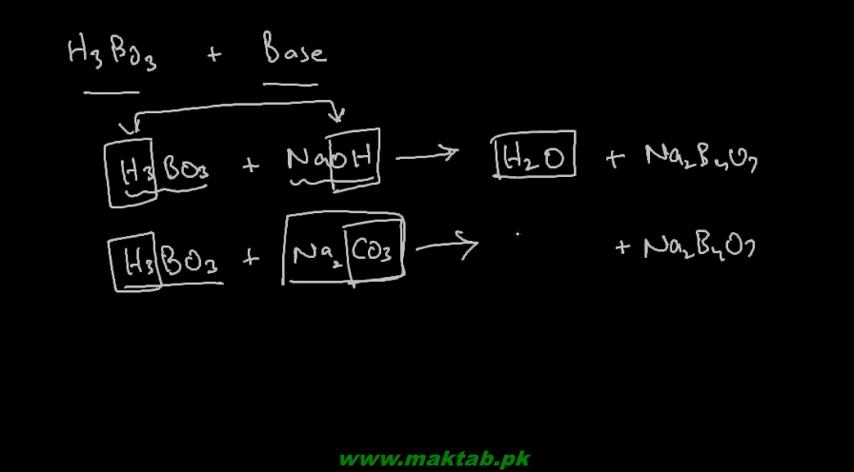 H₃BO₃ + Base
H₃BO₃ + NaOH → H₂O + Na₂B₄O₇
H₃BO₃ + Na₂CO₃ → + Na₂B₄O₇
www.maktab.pk